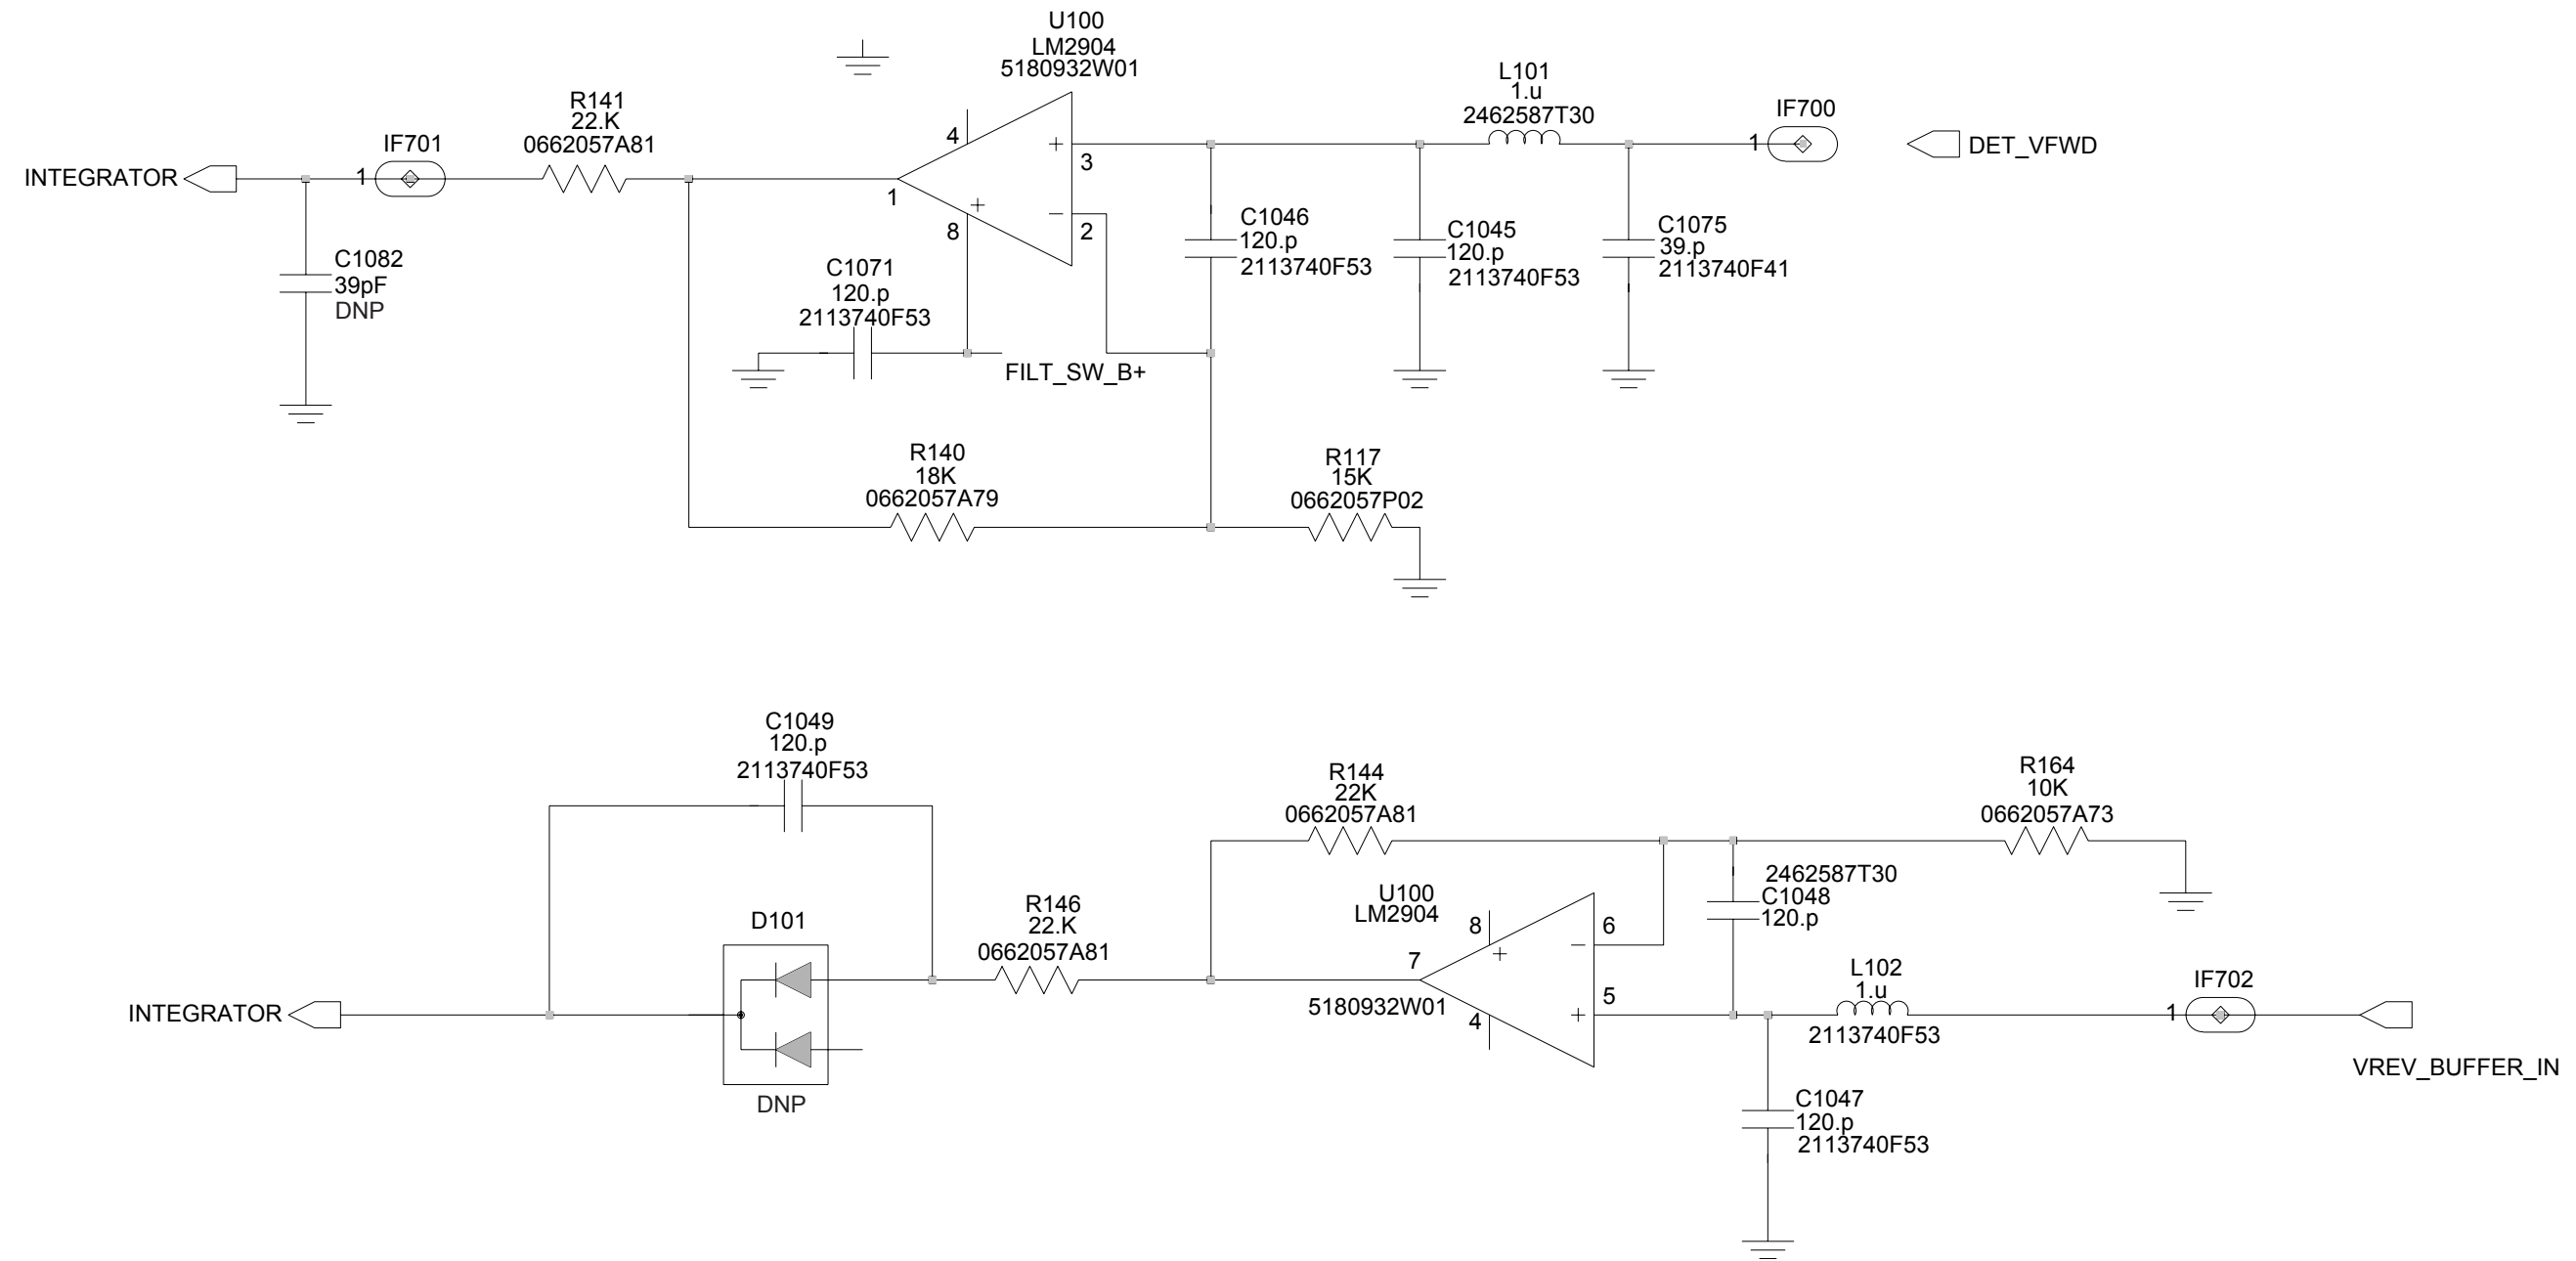 U100
LM2904
5180932W01
L101
1.u
2462587T30
IF700
1
DET_VFWD
R141
22.K
0662057A81
IF701
INTEGRATOR
1
4
+
3
1
+
8
−
2
C1046
120.p
2113740F53
C1045
120.p
2113740F53
C1075
39.p
2113740F41
C1082
39pF
DNP
C1071
120.p
2113740F53
FILT_SW_B+
R140
18K
0662057A79
R117
15K
0662057P02
C1049
120.p
2113740F53
R144
22K
0662057A81
R164
10K
0662057A73
2462587T30
C1048
120.p
U100
LM2904
8
+
6
−
7
5180932W01
5
+
4
R146
22.K
0662057A81
D101
INTEGRATOR
DNP
L102
1.u
2113740F53
IF702
1
VREV_BUFFER_IN
C1047
120.p
2113740F53